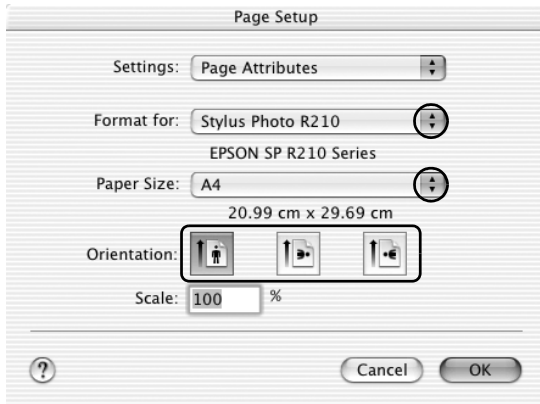 Page Setup
Settings: Page Attributes
Format for: Stylus Photo R210
EPSON SP R210 Series
Paper Size: A4
20.99 cm x 29.69 cm
Orientation:
Scale: 100 %
? Cancel OK